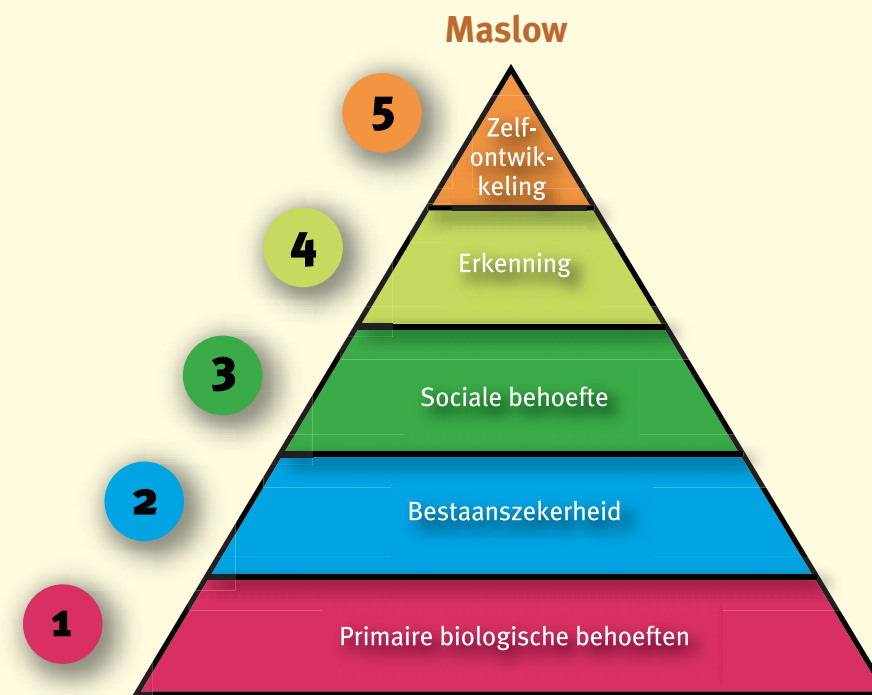 Maslow
5
Zelf-
ontwik-
keling
4
Erkenning
3
Sociale behoefte
2
Bestaanszekerheid
1
Primaire biologische behoeften